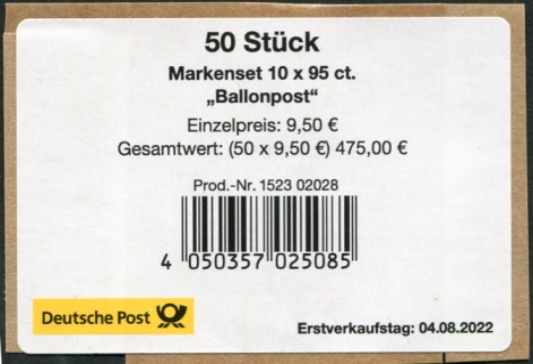 50 Stück
Markenset 10 x 95 ct.
„Ballonpost“
Einzelpreis: 9,50 €
Gesamtwert: (50 x 9,50 €) 475,00 €
Prod.-Nr. 1523 02028
4 050357 025085
Deutsche Post
Erstverkaufstag: 04.08.2022